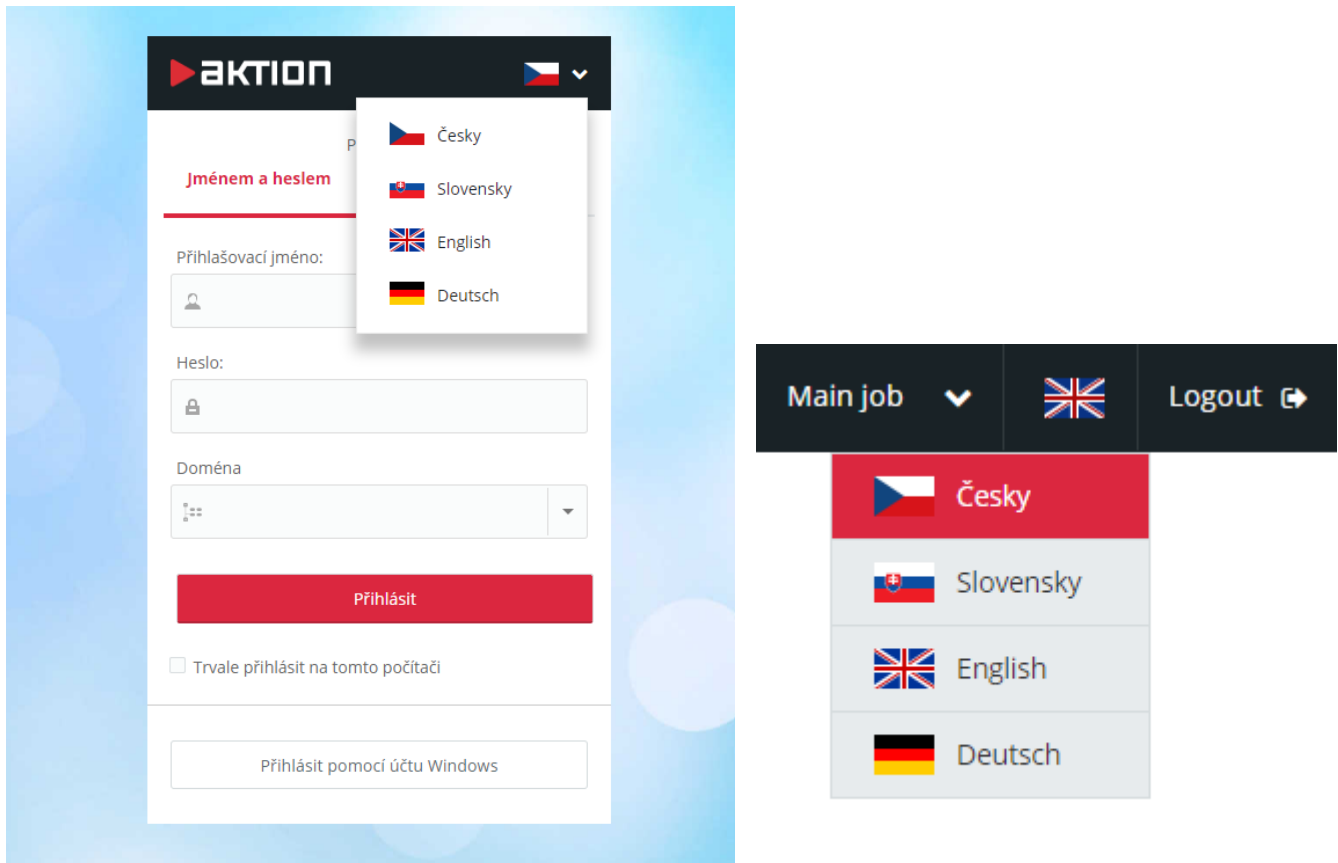 aktion
Česky
P
Jménem a heslem
Slovensky
English
Přihlašovací jméno:
Deutsch
Heslo:
Doména
Přihlásit
Trvale přihlásit na tomto počítači
Přihlásit pomocí účtu Windows
Main job
Logout
Česky
Slovensky
English
Deutsch